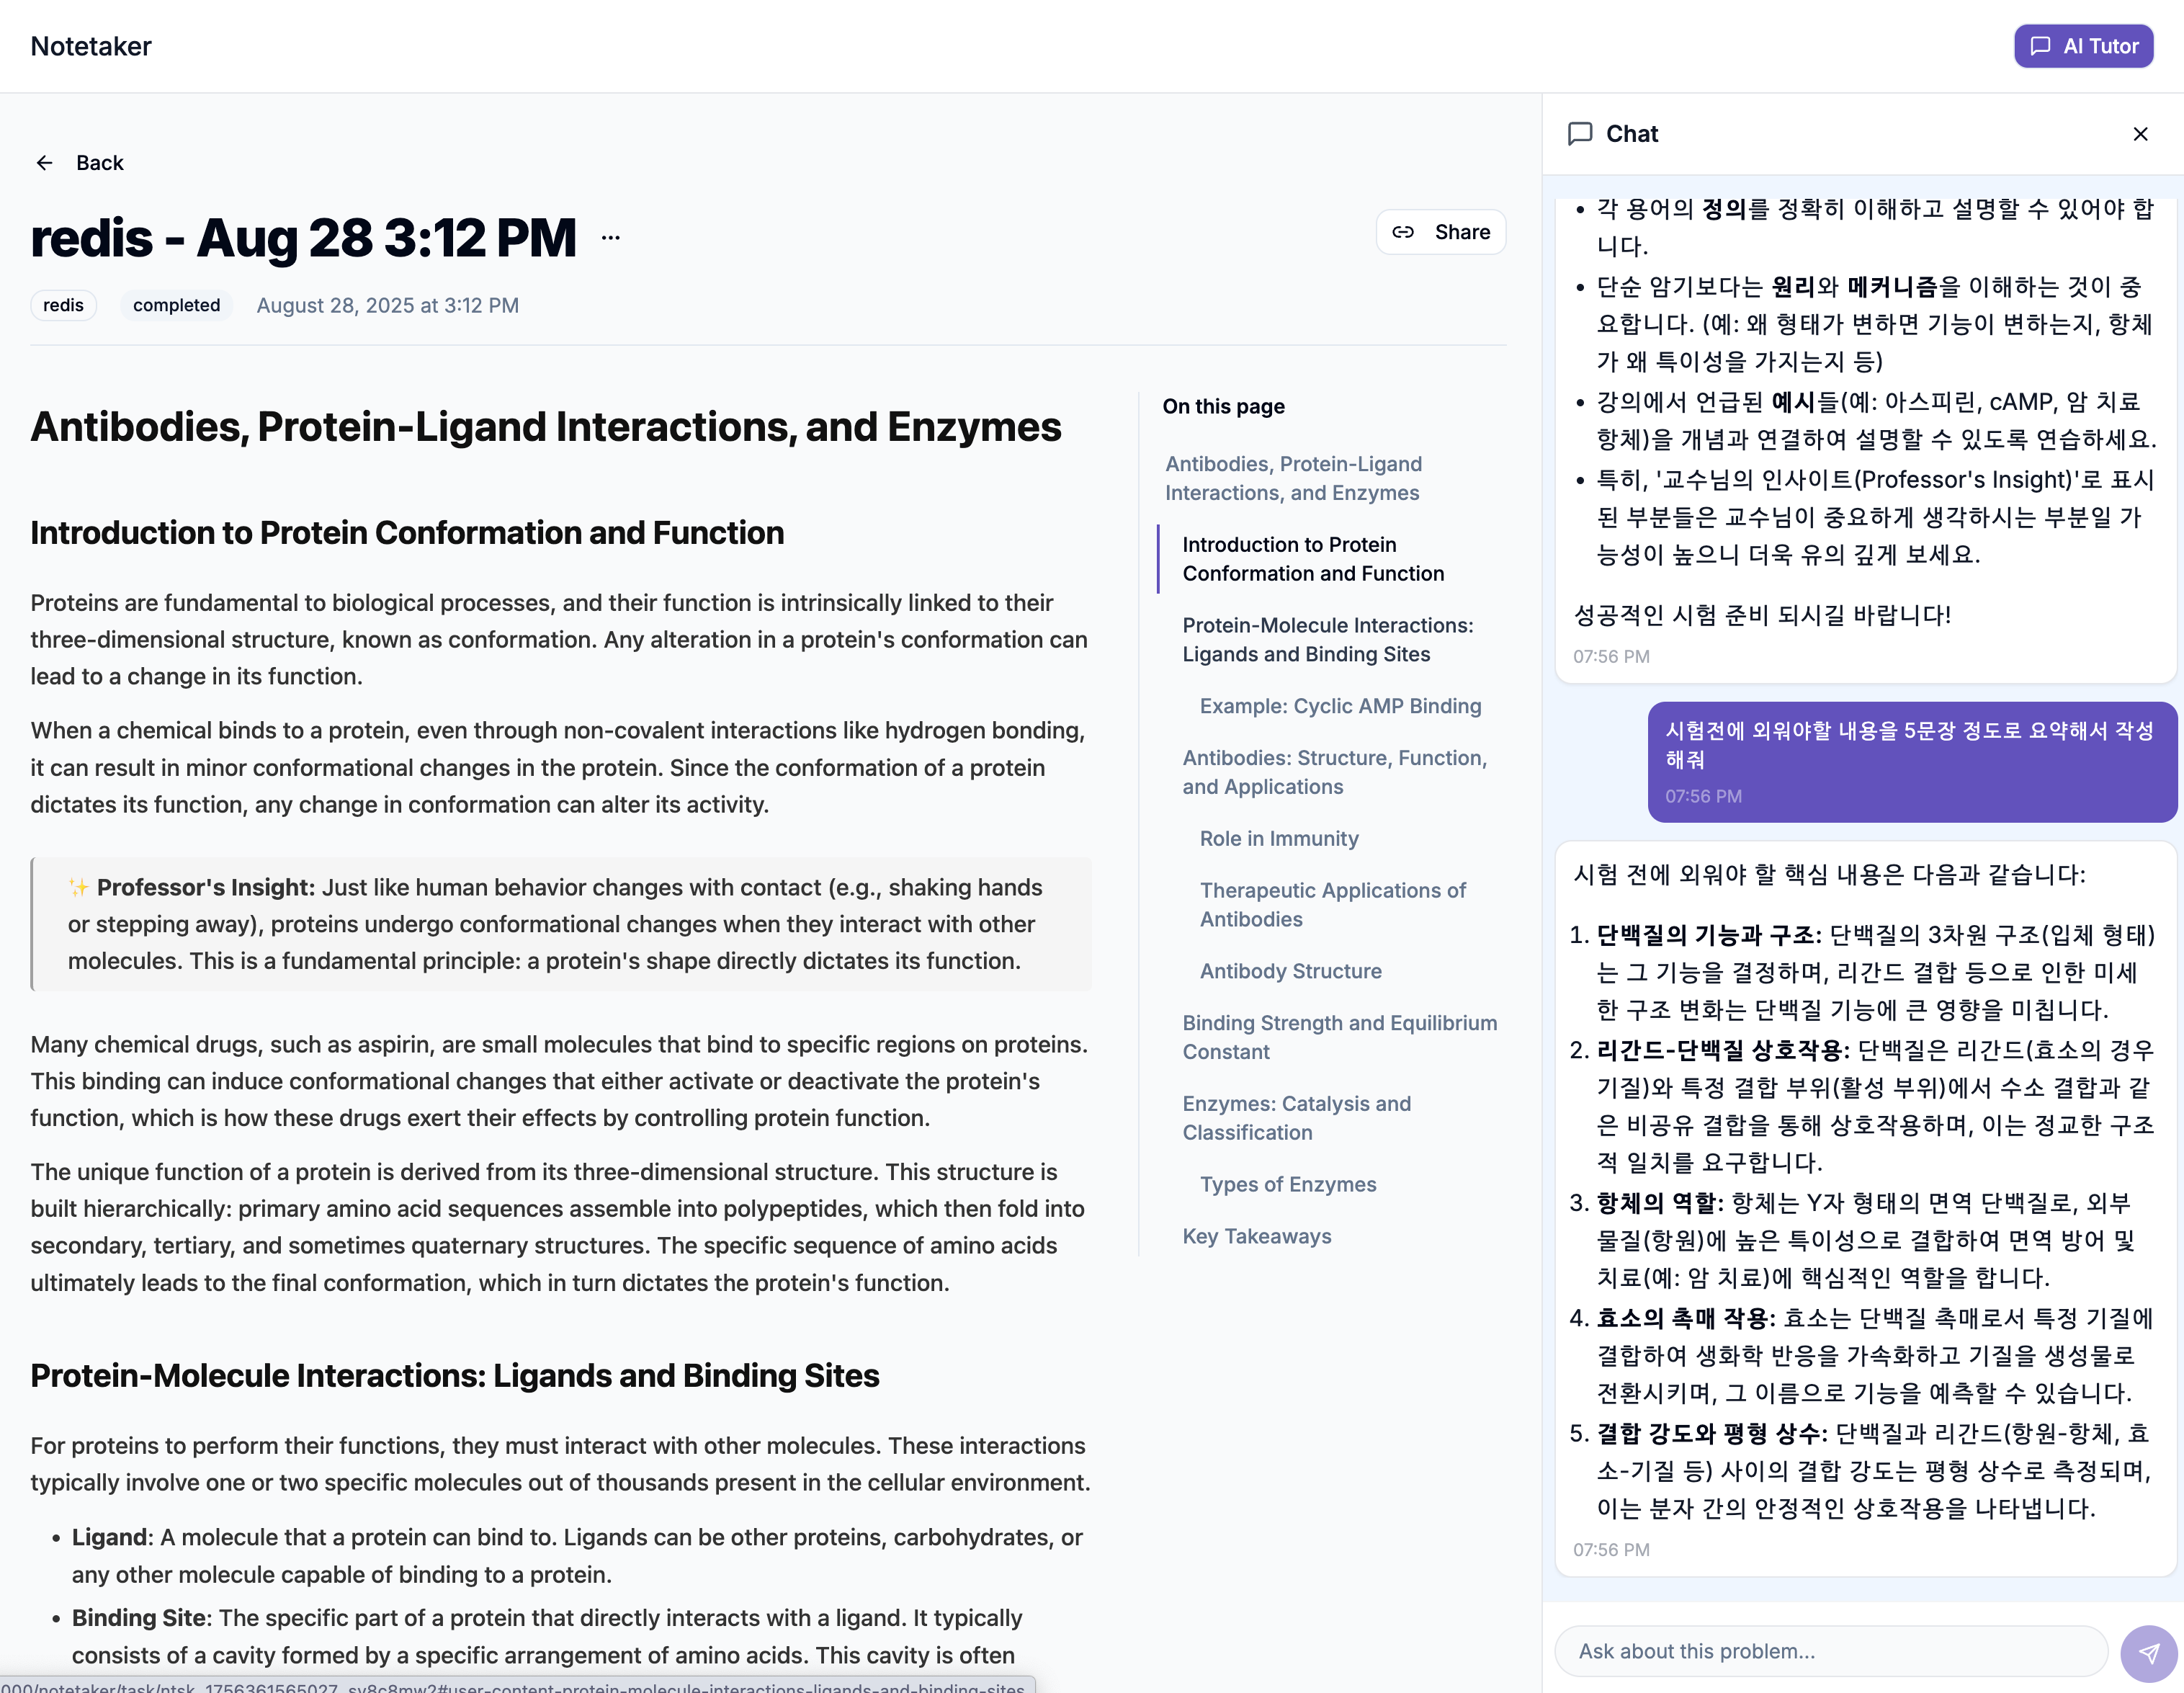 Notetaker
AI Tutor
Back
redis - Aug 28 3:12 PM ...
Share
redis
completed
August 28, 2025 at 3:12 PM
Antibodies, Protein-Ligand Interactions, and Enzymes
Introduction to Protein Conformation and Function
Proteins are fundamental to biological processes, and their function is intrinsically linked to their
three-dimensional structure, known as conformation. Any alteration in a protein's conformation can
lead to a change in its function.
When a chemical binds to a protein, even through non-covalent interactions like hydrogen bonding,
it can result in minor conformational changes in the protein. Since the conformation of a protein
dictates its function, any change in conformation can alter its activity.
✨ Professor's Insight: Just like human behavior changes with contact (e.g., shaking hands
or stepping away), proteins undergo conformational changes when they interact with other
molecules. This is a fundamental principle: a protein's shape directly dictates its function.
Many chemical drugs, such as aspirin, are small molecules that bind to specific regions on proteins.
This binding can induce conformational changes that either activate or deactivate the protein's
function, which is how these drugs exert their effects by controlling protein function.
The unique function of a protein is derived from its three-dimensional structure. This structure is
built hierarchically: primary amino acid sequences assemble into polypeptides, which then fold into
secondary, tertiary, and sometimes quaternary structures. The specific sequence of amino acids
ultimately leads to the final conformation, which in turn dictates the protein's function.
Protein-Molecule Interactions: Ligands and Binding Sites
For proteins to perform their functions, they must interact with other molecules. These interactions
typically involve one or two specific molecules out of thousands present in the cellular environment.
• Ligand: A molecule that a protein can bind to. Ligands can be other proteins, carbohydrates, or
any other molecule capable of binding to a protein.
• Binding Site: The specific part of a protein that directly interacts with a ligand. It typically
consists of a cavity formed by a specific arrangement of amino acids. This cavity is often
000/notetaker/task/ntsk_1756361565027_sv8c8mw2#user-content-protein-molecule-interactions-ligands-and-binding-sites
On this page
Antibodies, Protein-Ligand
Interactions, and Enzymes
Introduction to Protein
Conformation and Function
Protein-Molecule Interactions:
Ligands and Binding Sites
Example: Cyclic AMP Binding
Antibodies: Structure, Function,
and Applications
Role in Immunity
Therapeutic Applications of
Antibodies
Antibody Structure
Binding Strength and Equilibrium
Constant
Enzymes: Catalysis and
Classification
Types of Enzymes
Key Takeaways
Chat
• 각 용어의 정의를 정확히 이해하고 설명할 수 있어야 합
니다.
• 단순 암기보다는 원리와 메커니즘을 이해하는 것이 중
요합니다. (예: 왜 형태가 변하면 기능이 변하는지, 항체
가 왜 특이성을 가지는지 등)
• 강의에서 언급된 예시들(예: 아스피린, cAMP, 암 치료
항체)을 개념과 연결하여 설명할 수 있도록 연습하세요.
• 특히, '교수님의 인사이트(Professor's Insight)'로 표시
된 부분들은 교수님이 중요하게 생각하시는 부분일 가
능성이 높으니 더욱 유의 깊게 보세요.
성공적인 시험 준비 되시길 바랍니다!
07:56 PM
시험전에 외워야할 내용을 5문장 정도로 요약해서 작성
해줘
07:56 PM
시험 전에 외워야 할 핵심 내용은 다음과 같습니다:
1. 단백질의 기능과 구조: 단백질의 3차원 구조(입체 형태)
는 그 기능을 결정하며, 리간드 결합 등으로 인한 미세
한 구조 변화는 단백질 기능에 큰 영향을 미칩니다.
2. 리간드-단백질 상호작용: 단백질은 리간드(효소의 경우
기질)와 특정 결합 부위(활성 부위)에서 수소 결합과 같
은 비공유 결합을 통해 상호작용하며, 이는 정교한 구조
적 일치를 요구합니다.
3. 항체의 역할: 항체는 Y자 형태의 면역 단백질로, 외부
물질(항원)에 높은 특이성으로 결합하여 면역 방어 및
치료(예: 암 치료)에 핵심적인 역할을 합니다.
4. 효소의 촉매 작용: 효소는 단백질 촉매로서 특정 기질에
결합하여 생화학 반응을 가속화하고 기질을 생성물로
전환시키며, 그 이름으로 기능을 예측할 수 있습니다.
5. 결합 강도와 평형 상수: 단백질과 리간드(항원-항체, 효
소-기질 등) 사이의 결합 강도는 평형 상수로 측정되며,
이는 분자 간의 안정적인 상호작용을 나타냅니다.
07:56 PM
Ask about this problem...